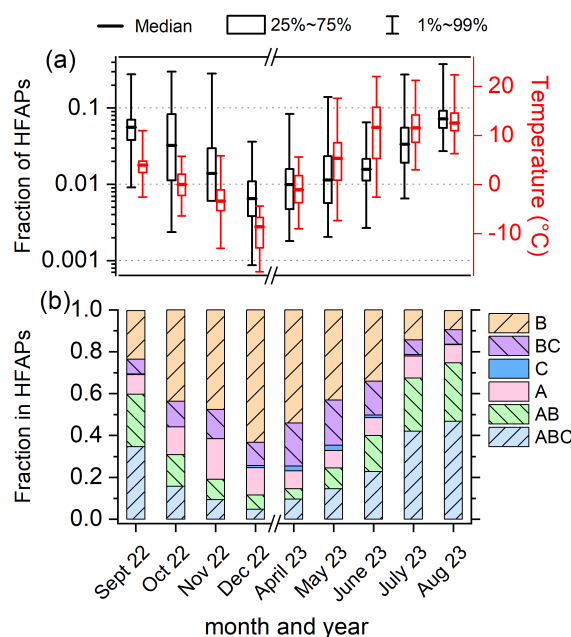 Median 25%~75% 1%~99%
(a)
Fraction of HFAPs
0.1
0.01
0.001
20
10
0
-10
Temperature (°C)
(b)
Fraction in HFAPs
1.0
0.8
0.6
0.4
0.2
0.0
B
BC
C
A
AB
ABC
Sept 22
Oct 22
Nov 22
Dec 22
April 23
May 23
June 23
July 23
Aug 23
month and year